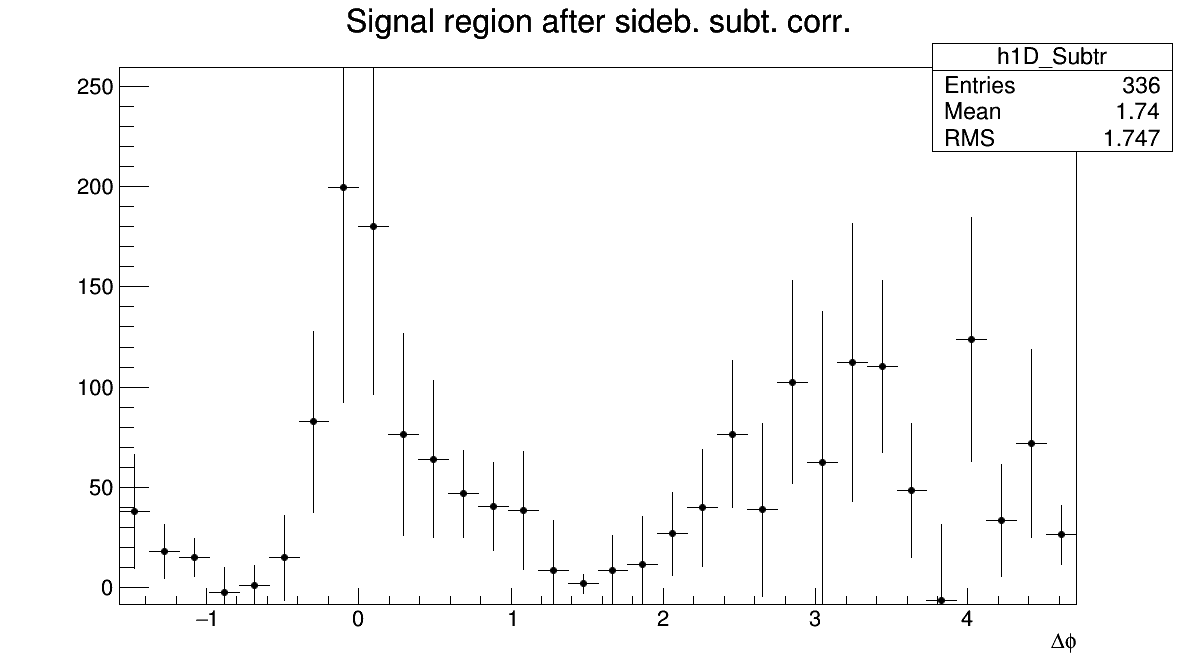 Signal region after sideb. subt. corr.
h1D_Subtr
Entries 336
Mean 1.74
RMS 1.747
250
200
150
100
50
0
−1 0 1 2 3 4
Δϕ